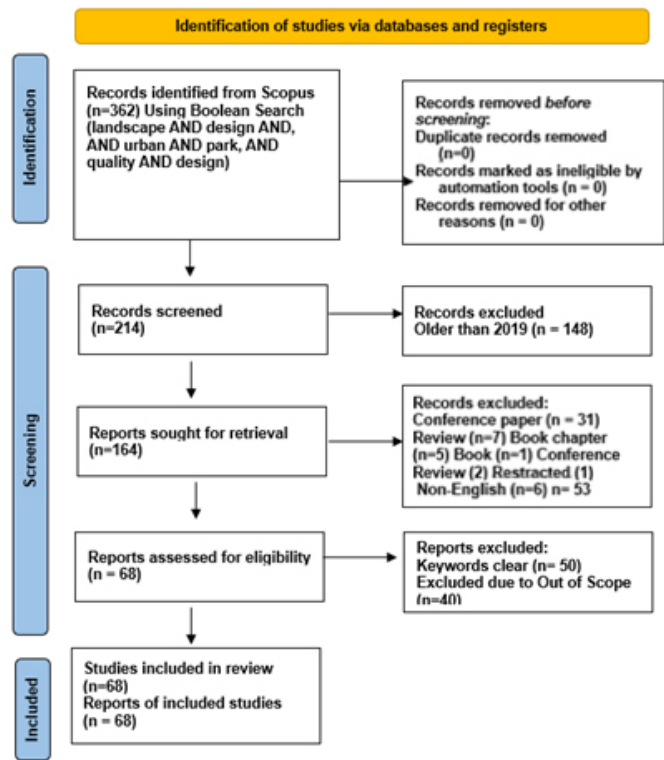 Identification of studies via databases and registers
Identification
Records identified from Scopus
(n=362) Using Boolean Search
(landscape AND design AND,
AND urban AND park, AND
quality AND design)
Records removed before
screening:
Duplicate records removed
(n=0)
Records marked as ineligible by
automation tools (n = 0)
Records removed for other
reasons (n = 0)
Screening
Records screened
(n=214)
Records excluded
Older than 2019 (n = 148)
Reports sought for retrieval
(n=164)
Records excluded:
Conference paper (n = 31)
Review (n=7) Book chapter
(n=5) Book (n=1) Conference
Review (2) Restracted (1)
Non-English (n=6) n= 53
Reports assessed for eligibility
(n = 68)
Reports excluded:
Keywords clear (n= 50)
Excluded due to Out of Scope
(n=40)
Included
Studies included in review
(n=68)
Reports of included studies
(n = 68)